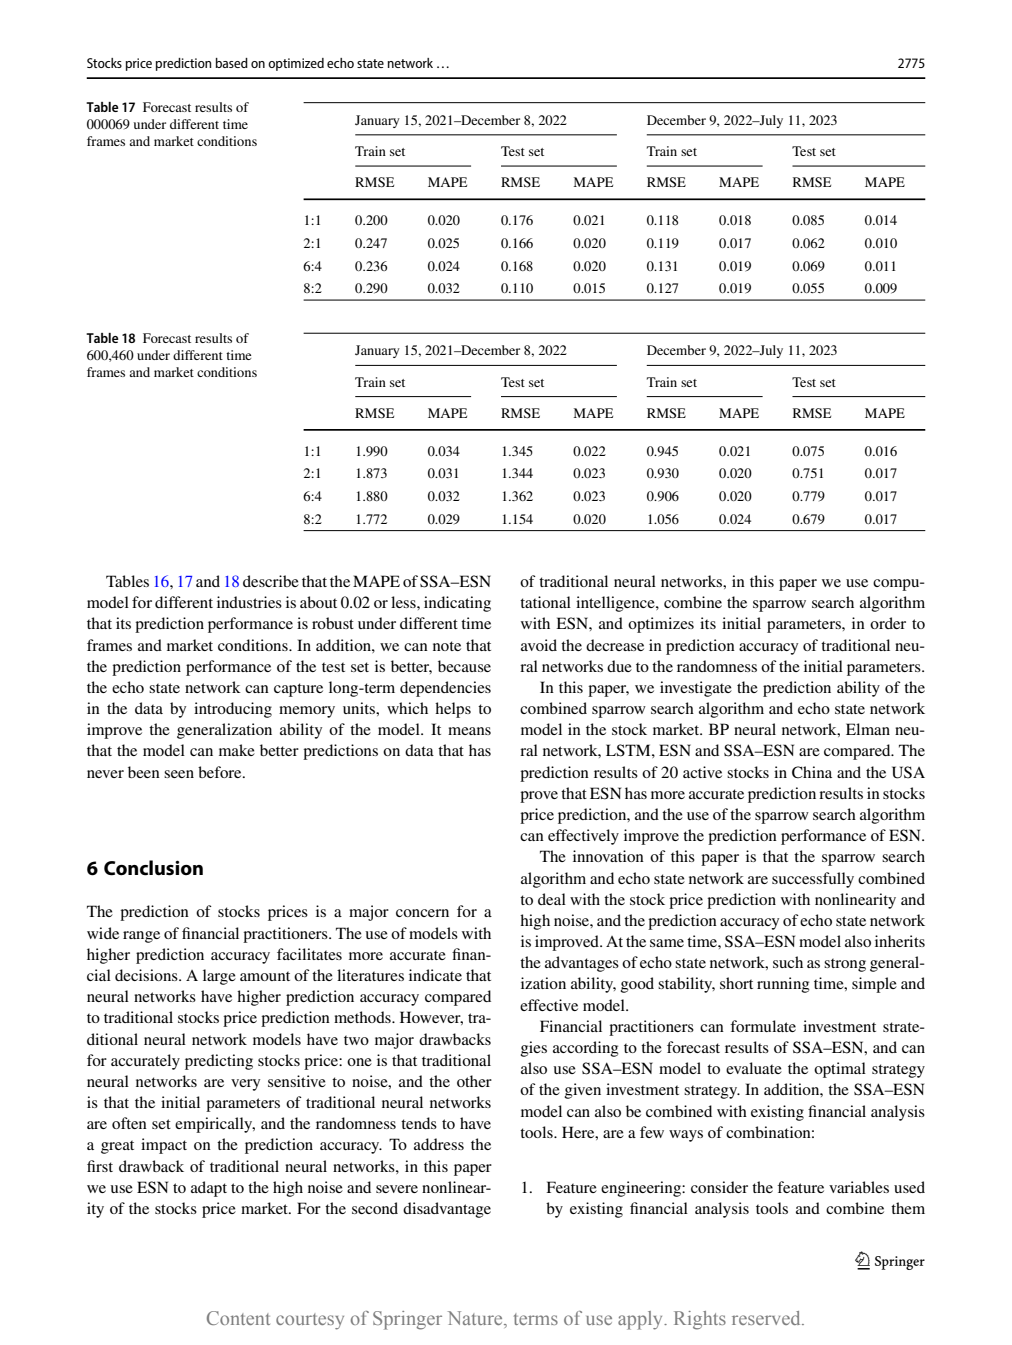 Stocks price prediction based on optimized echo state network …
2775
Table 17 Forecast results of
000069 under different time
frames and market conditions
January 15, 2021–December 8, 2022 December 9, 2022–July 11, 2023
Train set Test set Train set Test set
RMSE MAPE RMSE MAPE RMSE MAPE RMSE MAPE
1:1 0.200 0.020 0.176 0.021 0.118 0.018 0.085 0.014
2:1 0.247 0.025 0.166 0.020 0.119 0.017 0.062 0.010
6:4 0.236 0.024 0.168 0.020 0.131 0.019 0.069 0.011
8:2 0.290 0.032 0.110 0.015 0.127 0.019 0.055 0.009
Table 18 Forecast results of
600,460 under different time
frames and market conditions
January 15, 2021–December 8, 2022 December 9, 2022–July 11, 2023
Train set Test set Train set Test set
RMSE MAPE RMSE MAPE RMSE MAPE RMSE MAPE
1:1 1.990 0.034 1.345 0.022 0.945 0.021 0.075 0.016
2:1 1.873 0.031 1.344 0.023 0.930 0.020 0.751 0.017
6:4 1.880 0.032 1.362 0.023 0.906 0.020 0.779 0.017
8:2 1.772 0.029 1.154 0.020 1.056 0.024 0.679 0.017
Tables 16, 17 and 18 describe that the MAPE of SSA–ESN
model for different industries is about 0.02 or less, indicating
that its prediction performance is robust under different time
frames and market conditions. In addition, we can note that
the prediction performance of the test set is better, because
the echo state network can capture long-term dependencies
in the data by introducing memory units, which helps to
improve the generalization ability of the model. It means
that the model can make better predictions on data that has
never been seen before.
6 Conclusion
The prediction of stocks prices is a major concern for a
wide range of financial practitioners. The use of models with
higher prediction accuracy facilitates more accurate finan-
cial decisions. A large amount of the literatures indicate that
neural networks have higher prediction accuracy compared
to traditional stocks price prediction methods. However, tra-
ditional neural network models have two major drawbacks
for accurately predicting stocks price: one is that traditional
neural networks are very sensitive to noise, and the other
is that the initial parameters of traditional neural networks
are often set empirically, and the randomness tends to have
a great impact on the prediction accuracy. To address the
first drawback of traditional neural networks, in this paper
we use ESN to adapt to the high noise and severe nonlinear-
ity of the stocks price market. For the second disadvantage
of traditional neural networks, in this paper we use compu-
tational intelligence, combine the sparrow search algorithm
with ESN, and optimizes its initial parameters, in order to
avoid the decrease in prediction accuracy of traditional neu-
ral networks due to the randomness of the initial parameters.
In this paper, we investigate the prediction ability of the
combined sparrow search algorithm and echo state network
model in the stock market. BP neural network, Elman neu-
ral network, LSTM, ESN and SSA–ESN are compared. The
prediction results of 20 active stocks in China and the USA
prove that ESN has more accurate prediction results in stocks
price prediction, and the use of the sparrow search algorithm
can effectively improve the prediction performance of ESN.
The innovation of this paper is that the sparrow search
algorithm and echo state network are successfully combined
to deal with the stock price prediction with nonlinearity and
high noise, and the prediction accuracy of echo state network
is improved. At the same time, SSA–ESN model also inherits
the advantages of echo state network, such as strong general-
ization ability, good stability, short running time, simple and
effective model.
Financial practitioners can formulate investment strate-
gies according to the forecast results of SSA–ESN, and can
also use SSA–ESN model to evaluate the optimal strategy
of the given investment strategy. In addition, the SSA–ESN
model can also be combined with existing financial analysis
tools. Here, are a few ways of combination:
1. Feature engineering: consider the feature variables used
by existing financial analysis tools and combine them
Springer
Content courtesy of Springer Nature, terms of use apply. Rights reserved.